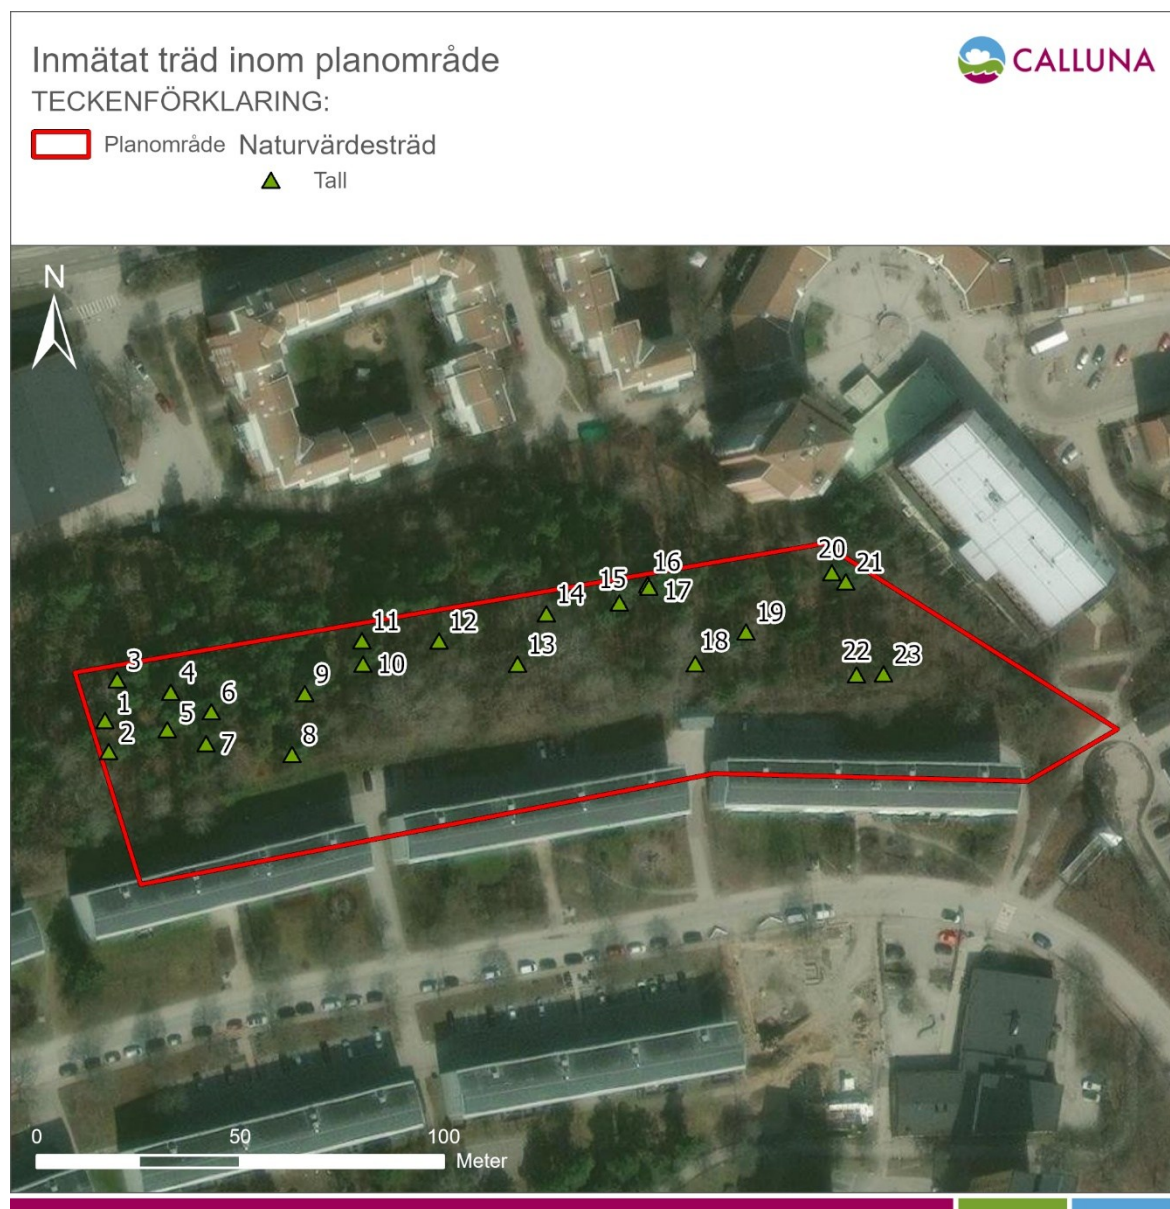 Inmätat träd inom planområde
CALLUNA
TECKENFÖRKLARING:
Planområde Naturvärdesträd
Tall
N
20
21
16
15
17
14
11
12
19
3
13
18
10
4
9
22
23
6
1
5
2
7
8
0 50 100
Meter